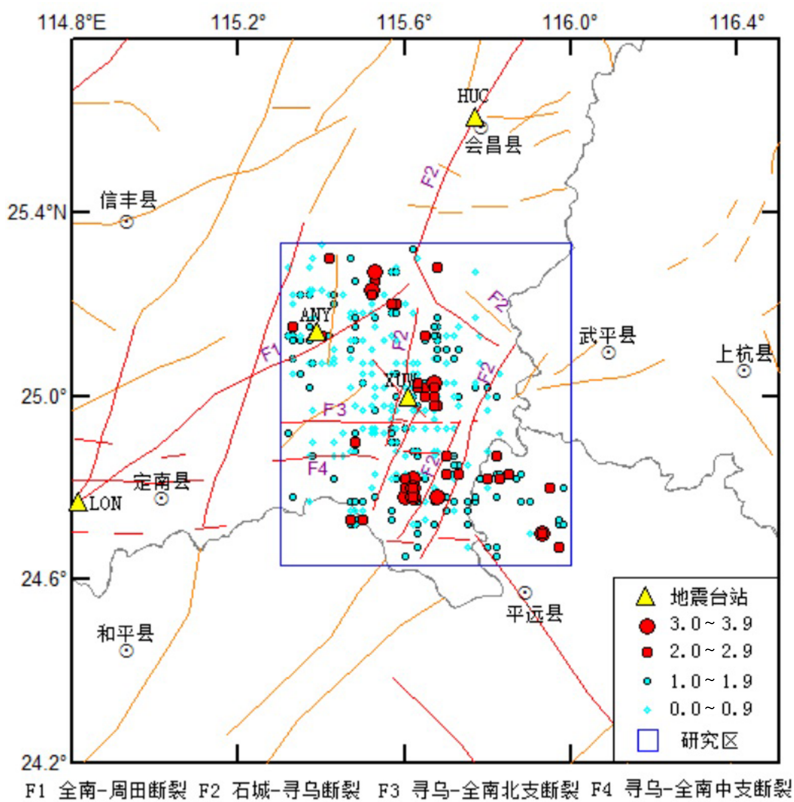 114.8°E 115.2° 115.6° 116.0° 116.4°
HUC
会昌县
F2
信丰县
25.4°N
ANY
F2
F1
F2
武平县
上杭县
XUW
F2
25.0°
F3
F4
F2
定南县
LON
24.6°
平远县
和平县
地震台站
3.0~3.9
2.0~2.9
1.0~1.9
0.0~0.9
研究区
24.2°
F1 全南-周田断裂 F2 石城-寻乌断裂 F3 寻乌-全南北支断裂 F4 寻乌-全南中支断裂